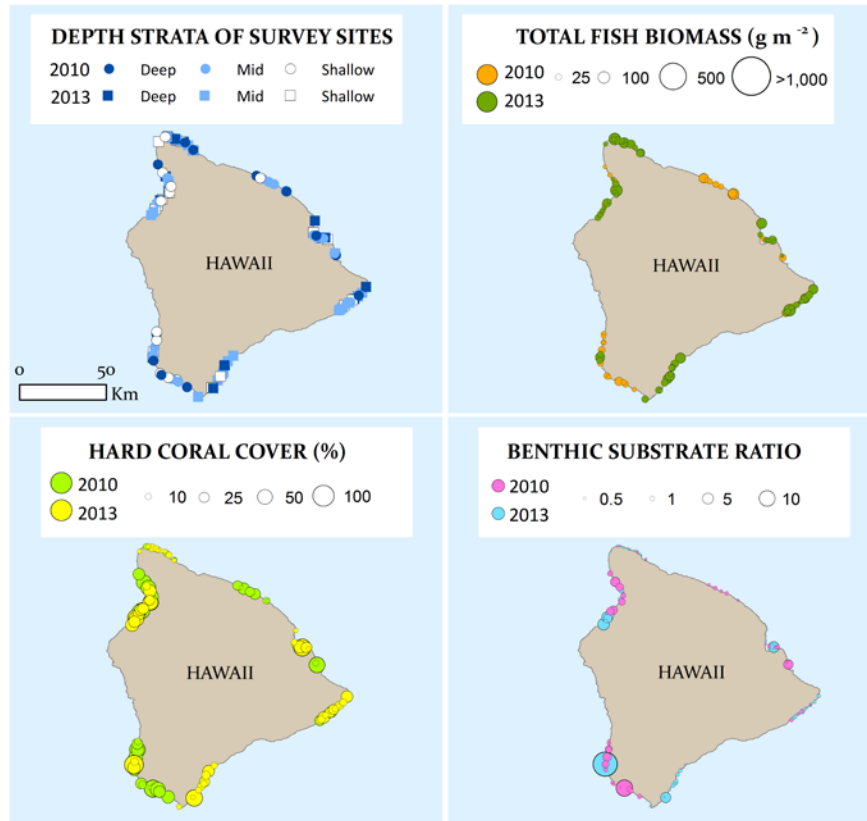 DEPTH STRATA OF SURVEY SITES
2010 Deep Mid Shallow
2013 Deep Mid Shallow
HAWAII
0 50
Km
TOTAL FISH BIOMASS (g m ⁻²)
2010 25 100 500 >1,000
2013
HAWAII
HARD CORAL COVER (%)
2010 10 25 50 100
2013
HAWAII
BENTHIC SUBSTRATE RATIO
2010 0.5 1 5 10
2013
HAWAII